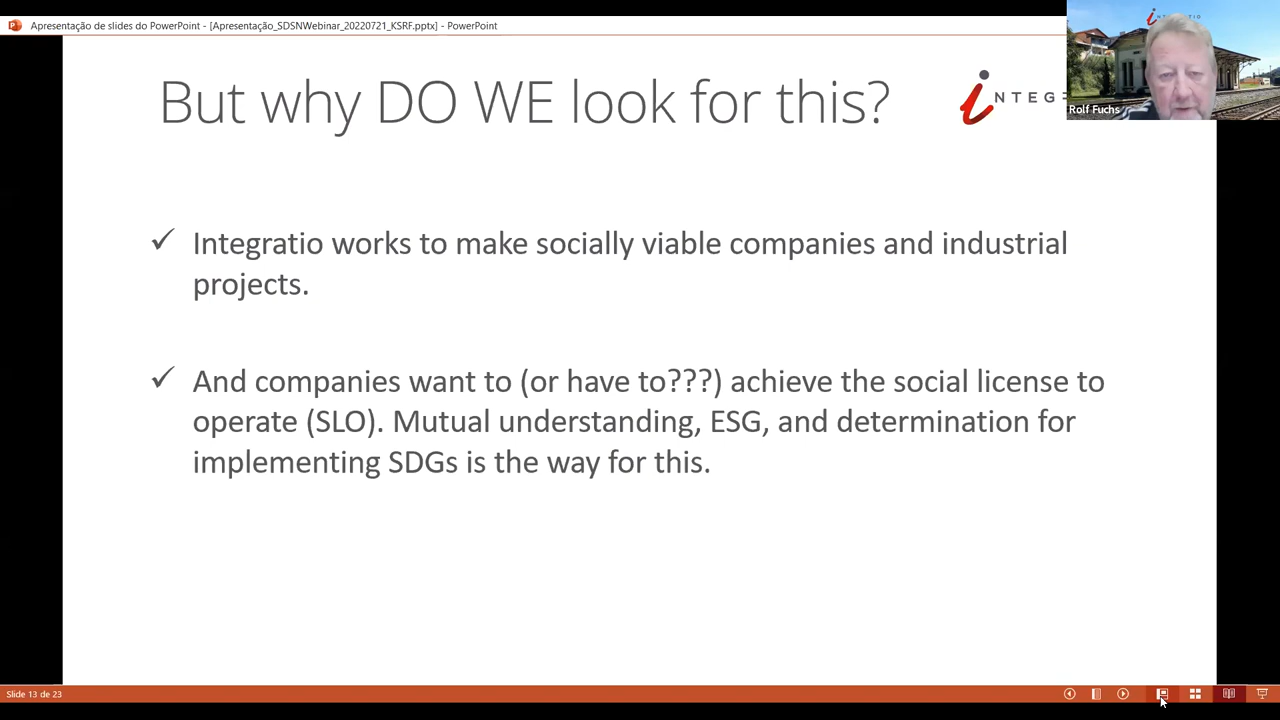 Apresentação de slides do PowerPoint - [Apresentação_SDSNWebinar_20220721_KSRF.pptx] - PowerPoint
But why DO WE look for this?
NTEG
Rolf Fuchs
✓ Integratio works to make socially viable companies and industrial
projects.
✓ And companies want to (or have to???) achieve the social license to
operate (SLO). Mutual understanding, ESG, and determination for
implementing SDGs is the way for this.
Slide 13 de 23